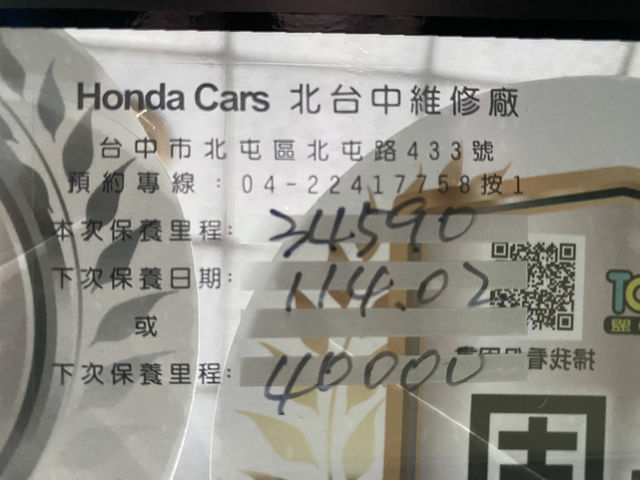 Honda Cars 北台中維修廠
台中市北屯區北屯路433號
預約專線：04-22417758按1
本次保養里程：34590
下次保養日期：114.02
或
下次保養里程：40000